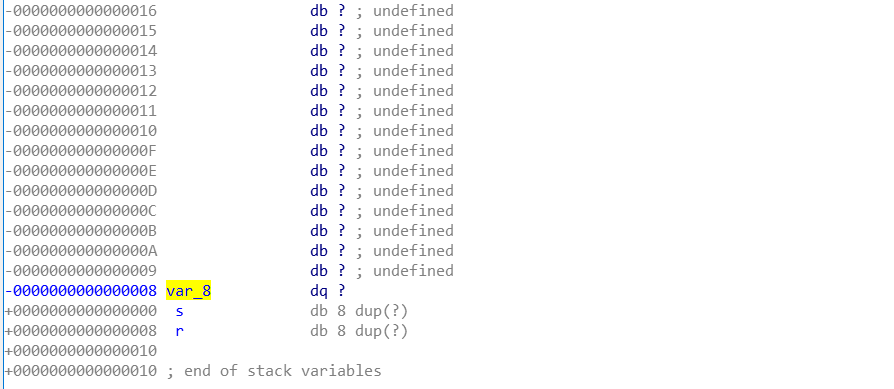 -0000000000000016 db ? ; undefined
-0000000000000015 db ? ; undefined
-0000000000000014 db ? ; undefined
-0000000000000013 db ? ; undefined
-0000000000000012 db ? ; undefined
-0000000000000011 db ? ; undefined
-0000000000000010 db ? ; undefined
-000000000000000F db ? ; undefined
-000000000000000E db ? ; undefined
-000000000000000D db ? ; undefined
-000000000000000C db ? ; undefined
-000000000000000B db ? ; undefined
-000000000000000A db ? ; undefined
-0000000000000009 db ? ; undefined
-0000000000000008 var_8 dq ?
+0000000000000000 s db 8 dup(?)
+0000000000000008 r db 8 dup(?)
+0000000000000010
+0000000000000010 ; end of stack variables